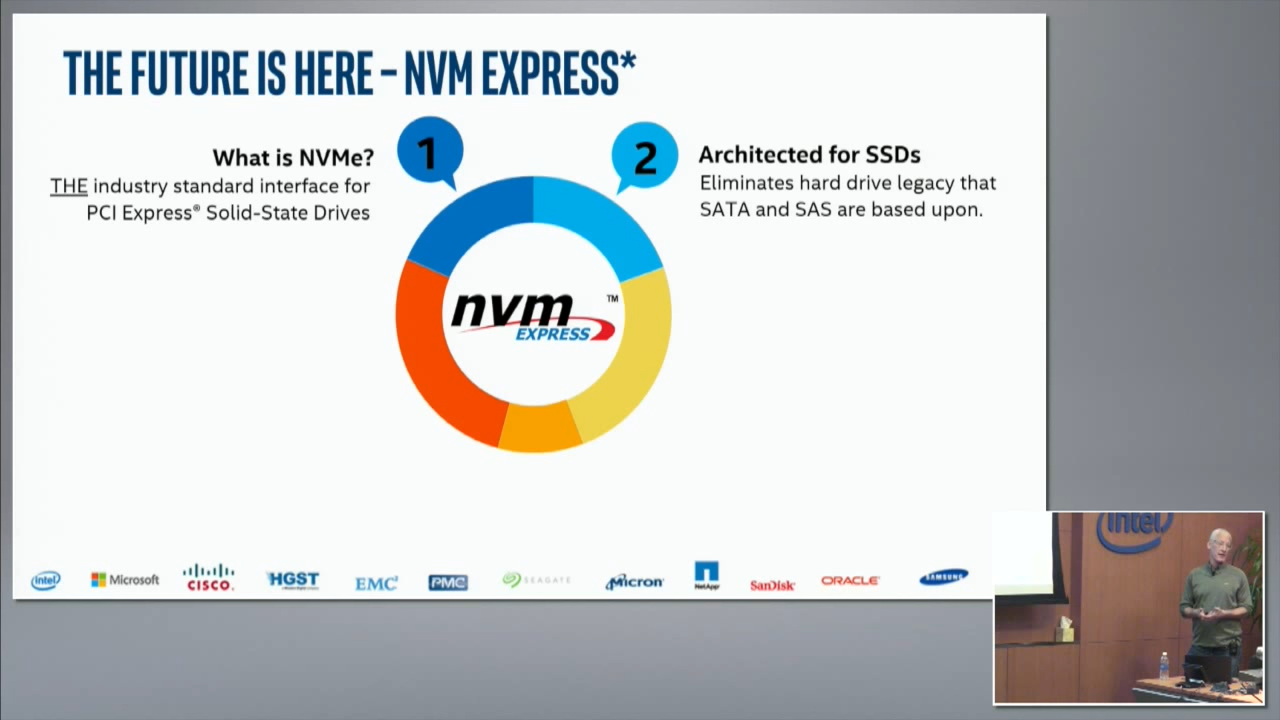 THE FUTURE IS HERE – NVM EXPRESS*
1
What is NVMe?
THE industry standard interface for
PCI Express® Solid-State Drives
2
Architected for SSDs
Eliminates hard drive legacy that
SATA and SAS are based upon.
nvm™
EXPRESS
intel
Microsoft
CISCO.
HGST
EMC²
PMC
SEAGATE
Micron
NetApp
SanDisk
ORACLE
SAMSUNG
intel